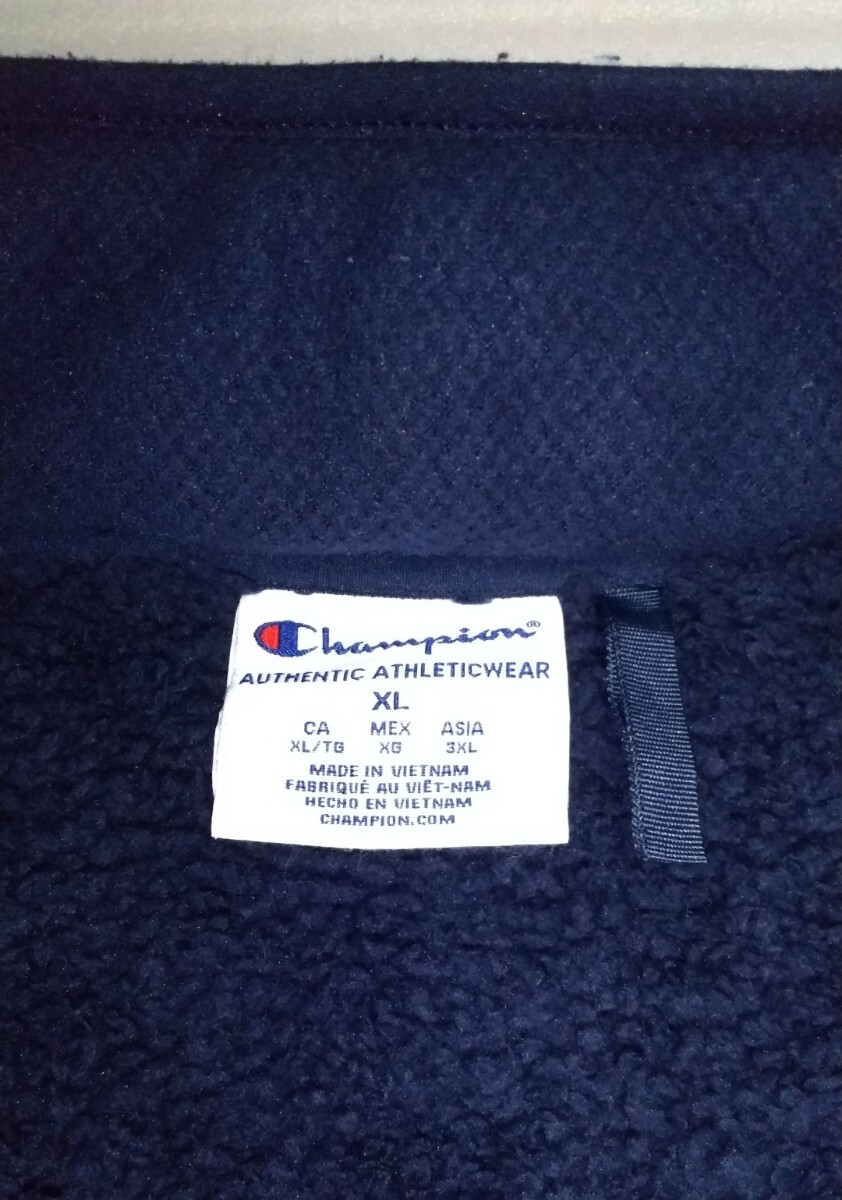 Champion®
AUTHENTIC ATHLETICWEAR
XL
CA MEX ASIA
XL/TG XG 3XL
MADE IN VIETNAM
FABRIQUÉ AU VIÊT-NAM
HECHO EN VIETNAM
CHAMPION.COM